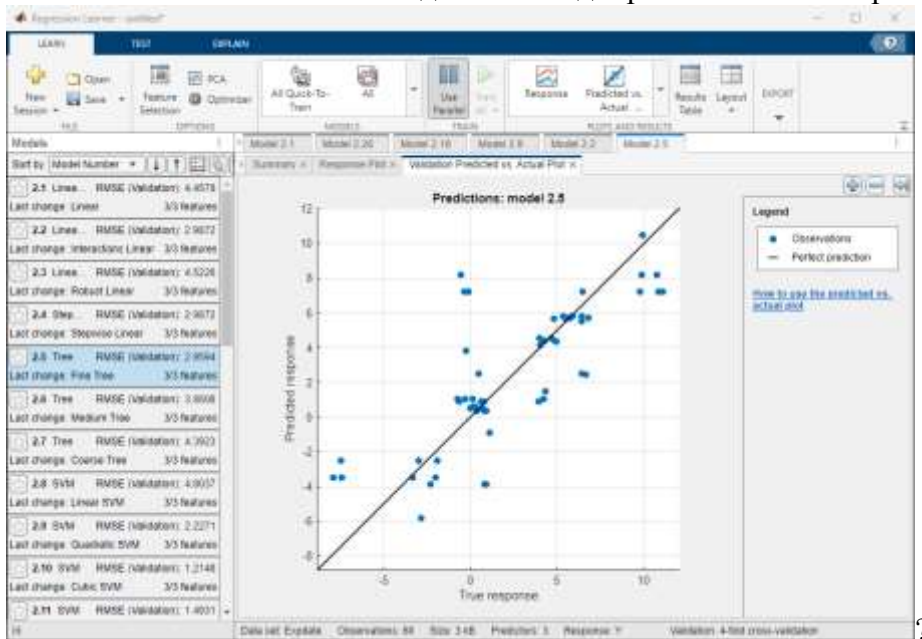 Regression Learner - untitled*
LEARN TEST EXPLAIN
New Session Open Save
Feature Selection PCA Optimizer
All Quick-To-Train All
Use Parallel Train All
Response Predicted vs. Actual ...
Results Table Layout EXPORT
FILE OPTIONS MODELS TRAIN PLOTS AND RESULTS
Models
Sort by Model Number
2.1 Linea... RMSE (Validation): 4.4578
Last change: Linear 3/3 features
2.2 Linea... RMSE (Validation): 2.9872
Last change: Interactions Linear 3/3 features
2.3 Linea... RMSE (Validation): 4.5228
Last change: Robust Linear 3/3 features
2.4 Step... RMSE (Validation): 2.9872
Last change: Stepwise Linear 3/3 features
2.5 Tree RMSE (Validation):
Last change: Fine Tree 3/3 features
2.6 Tree RMSE (Validation):
Last change: Medium Tree 3/3 features
2.7 Tree RMSE (Validation): 4.3923
Last change: Coarse Tree 3/3 features
2.8 SVM RMSE (Validation): 4.8037
Last change: Linear SVM 3/3 features
2.9 SVM RMSE (Validation): 2.2271
Last change: Quadratic SVM 3/3 features
2.10 SVM RMSE (Validation): 1.2148
Last change: Cubic SVM 3/3 features
2.11 SVM RMSE (Validation): 1.4931
Model 2.1 Model 2.20 Model 2.18 Model 2.9 Model 2.2 Model 2.5
Summary Response Plot Validation Predicted vs. Actual Plot
Predictions: model 2.5
12
10
8
6
4
2
0
-2
-4
-6
-8
Predicted response
-5 0 5 10
True response
Legend
Observations
Perfect prediction
How to use the predicted vs. actual plot
Data set: Expdate Observations: 60 Size: 3 kB Predictors: 3 Response: Y Validation: 4-fold cross-validation